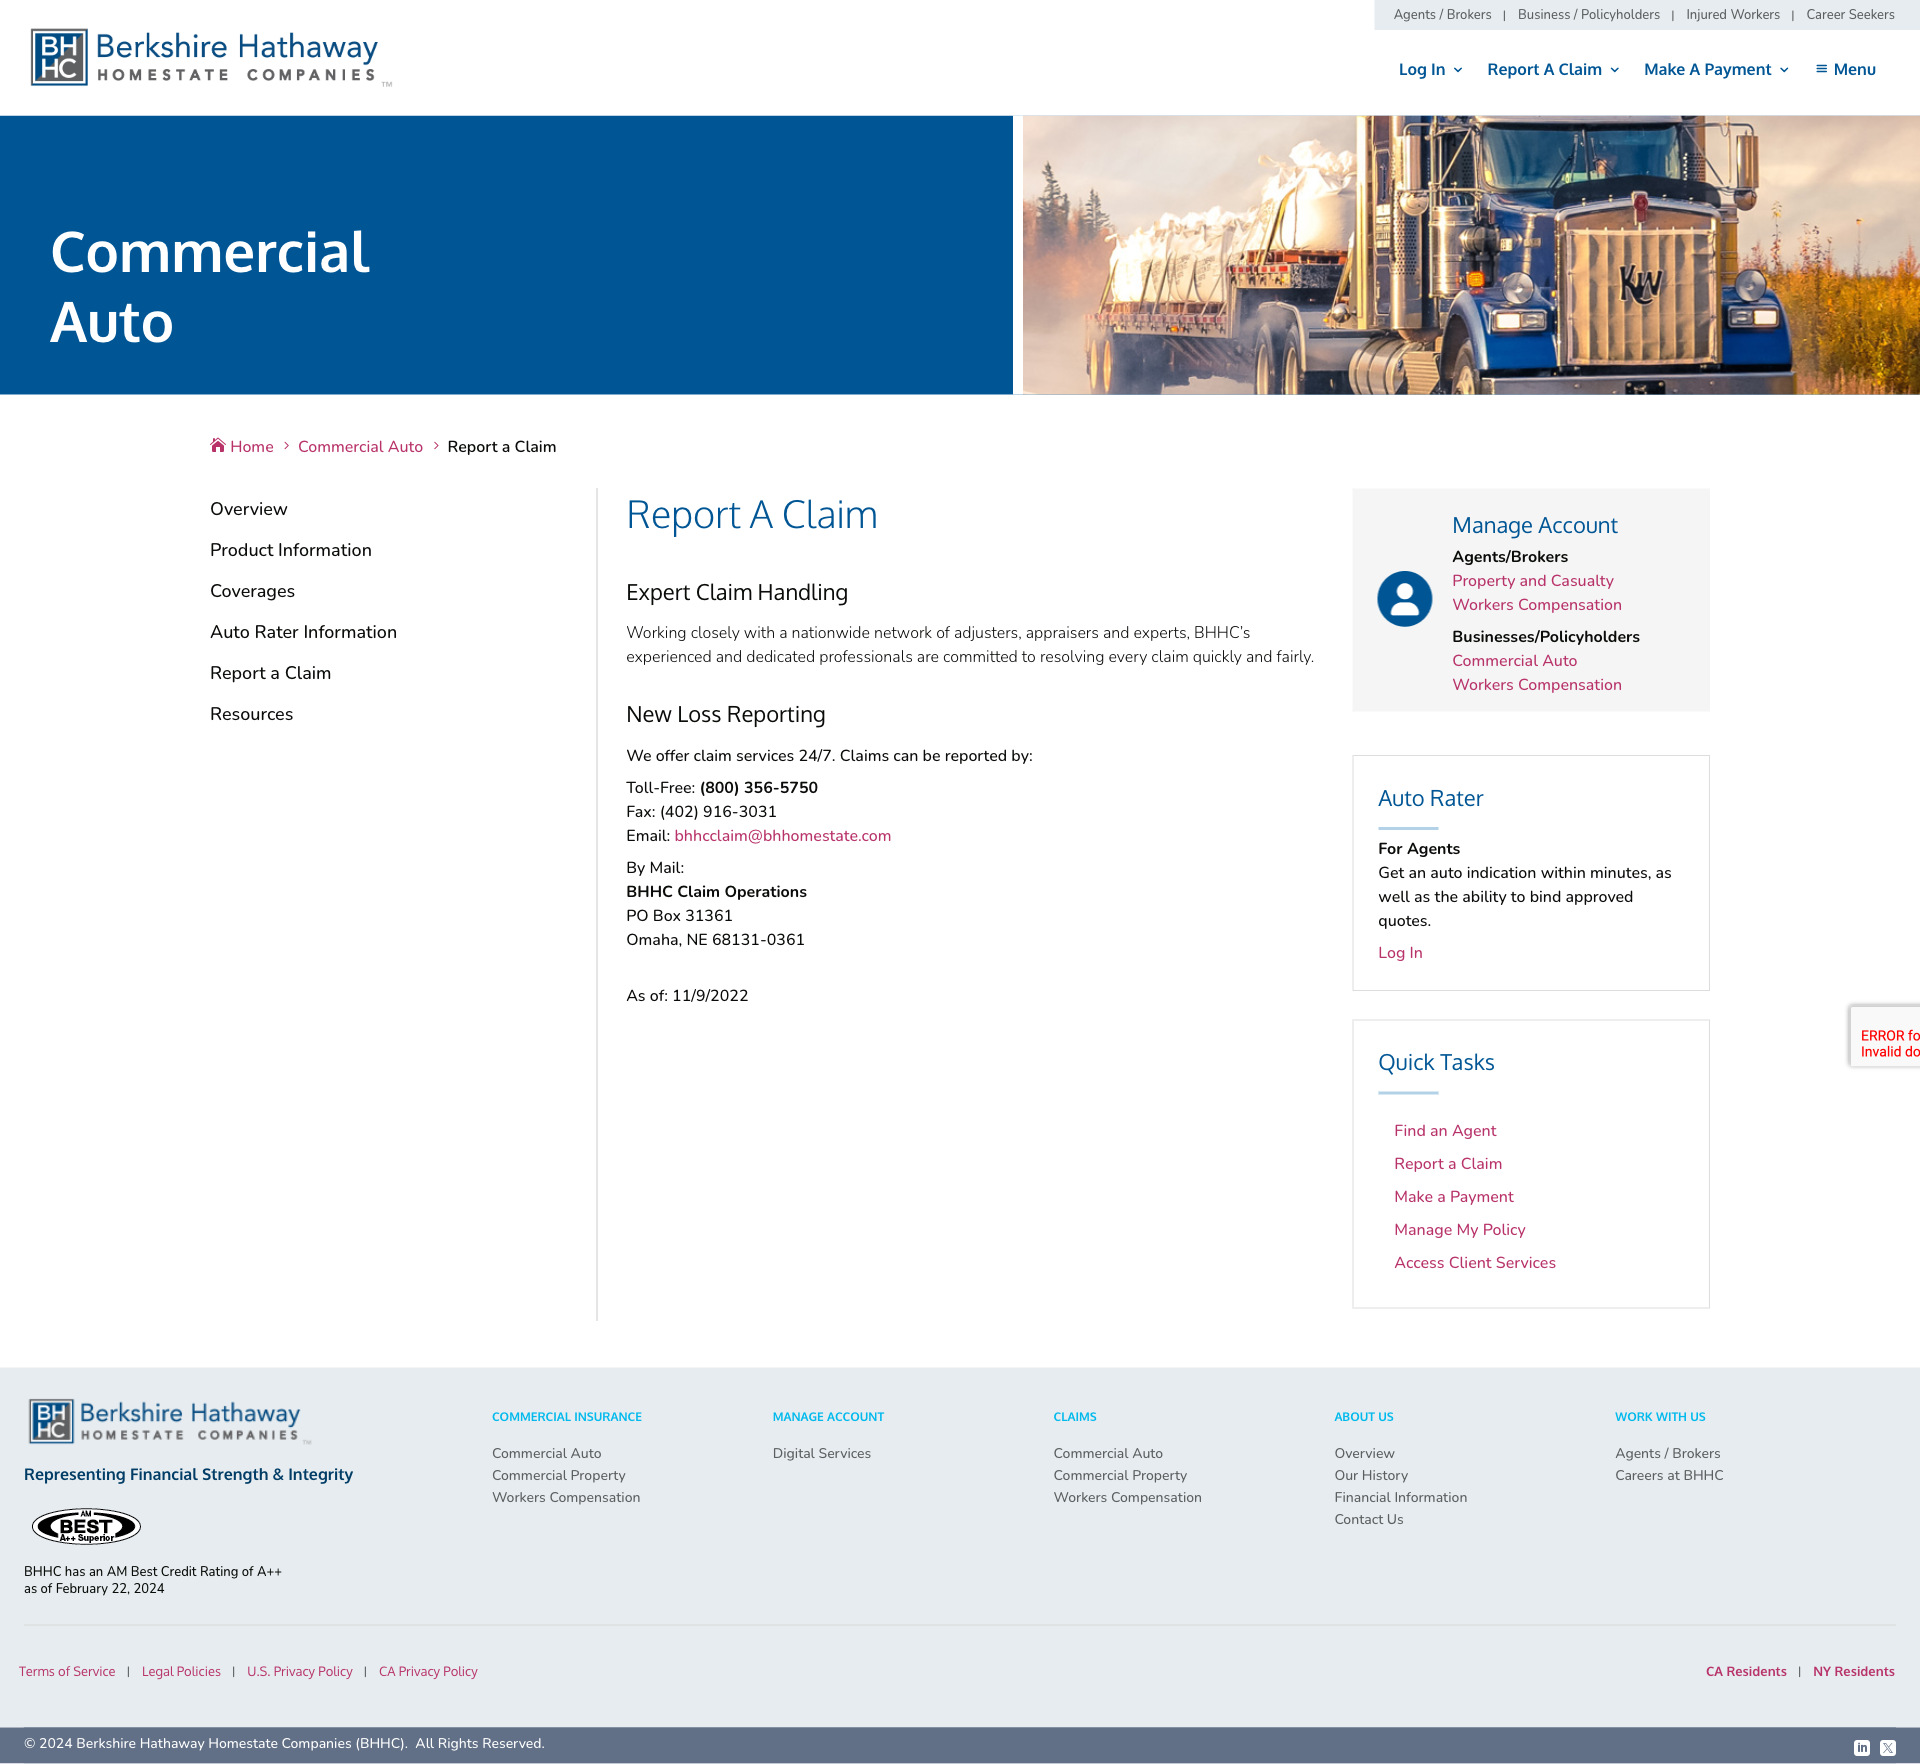 Agents / Brokers | Business / Policyholders | Injured Workers | Career Seekers
BH
HC
Berkshire Hathaway
HOMESTATE COMPANIES ™
Log In Report A Claim Make A Payment Menu
Commercial
Auto
KW
Home Commercial Auto Report a Claim
Overview
Product Information
Coverages
Auto Rater Information
Report a Claim
Resources
Report A Claim
Expert Claim Handling
Working closely with a nationwide network of adjusters, appraisers and experts, BHHC’s
experienced and dedicated professionals are committed to resolving every claim quickly and fairly.
New Loss Reporting
We offer claim services 24/7. Claims can be reported by:
Toll-Free: (800) 356-5750
Fax: (402) 916-3031
Email: bhhcclaim@bhhomestate.com
By Mail:
BHHC Claim Operations
PO Box 31361
Omaha, NE 68131-0361
As of: 11/9/2022
Manage Account
Agents/Brokers
Property and Casualty
Workers Compensation
Businesses/Policyholders
Commercial Auto
Workers Compensation
Auto Rater
For Agents
Get an auto indication within minutes, as
well as the ability to bind approved
quotes.
Log In
ERROR fo
Invalid do
Quick Tasks
Find an Agent
Report a Claim
Make a Payment
Manage My Policy
Access Client Services
BH
HC
Berkshire Hathaway
HOMESTATE COMPANIES ™
Representing Financial Strength & Integrity
AM
BEST
A++ Superior
BHHC has an AM Best Credit Rating of A++
as of February 22, 2024
COMMERCIAL INSURANCE
Commercial Auto
Commercial Property
Workers Compensation
MANAGE ACCOUNT
Digital Services
CLAIMS
Commercial Auto
Commercial Property
Workers Compensation
ABOUT US
Overview
Our History
Financial Information
Contact Us
WORK WITH US
Agents / Brokers
Careers at BHHC
Terms of Service | Legal Policies | U.S. Privacy Policy | CA Privacy Policy
CA Residents | NY Residents
© 2024 Berkshire Hathaway Homestate Companies (BHHC). All Rights Reserved.
in X